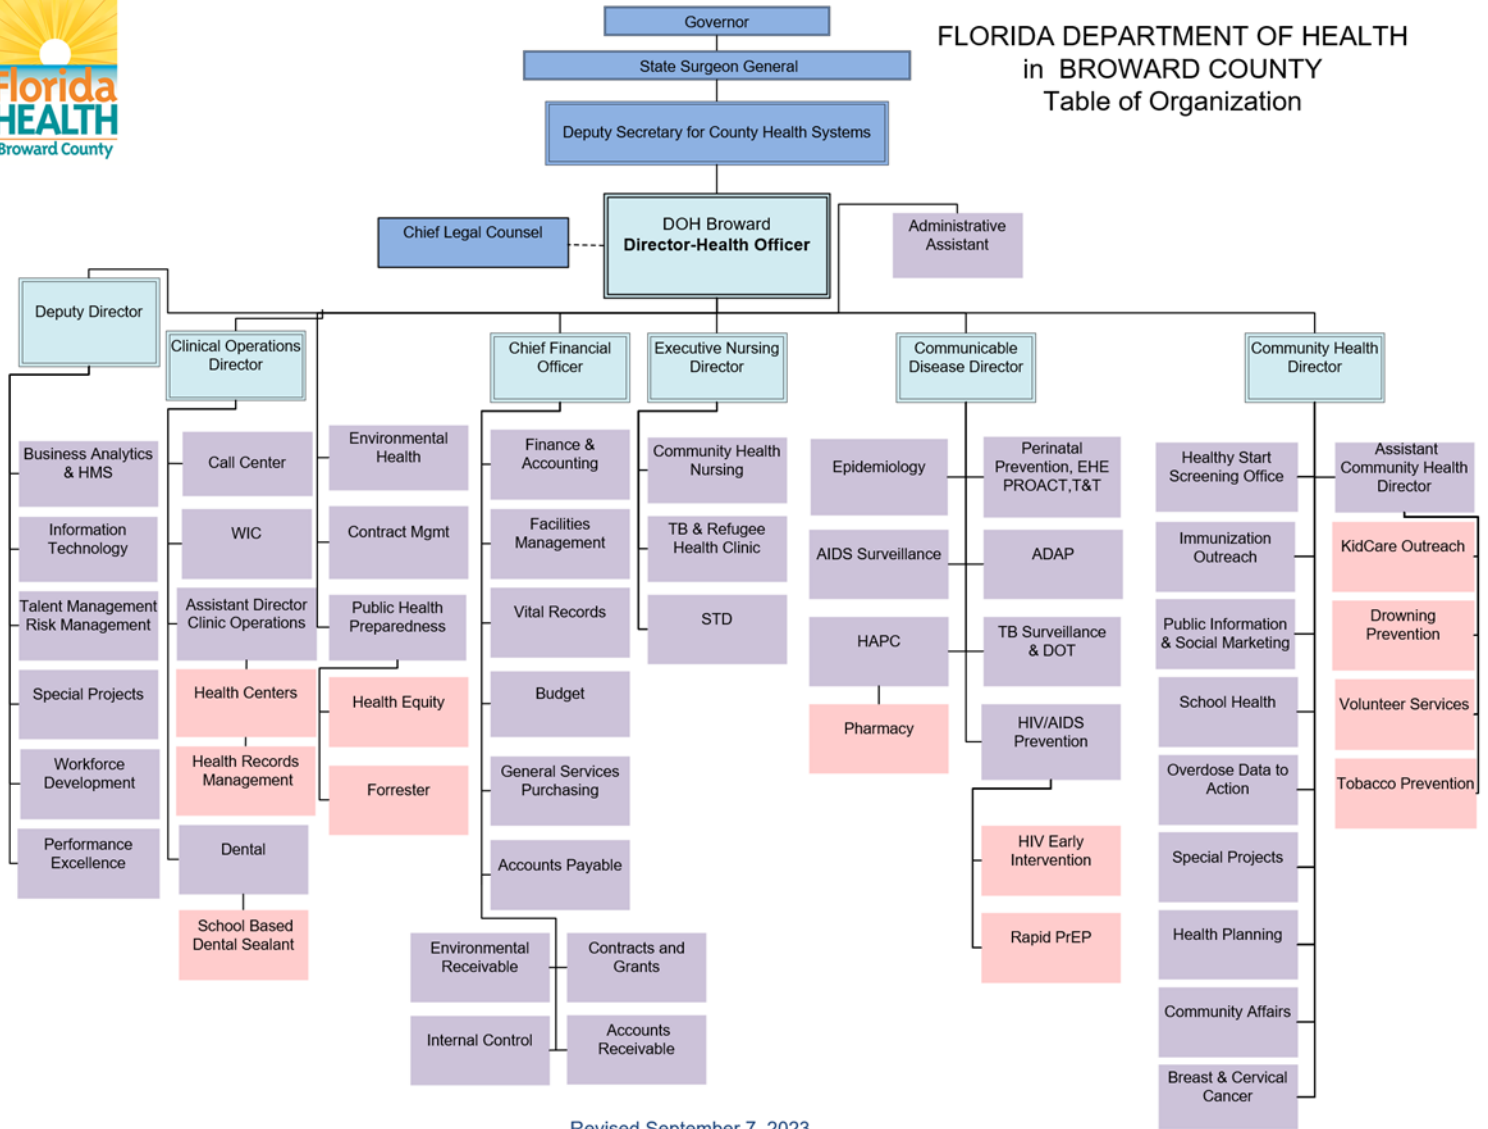 Florida
HEALTH
Broward County
FLORIDA DEPARTMENT OF HEALTH
in BROWARD COUNTY
Table of Organization
Governor
State Surgeon General
Deputy Secretary for County Health Systems
DOH Broward
Director-Health Officer
Chief Legal Counsel
Administrative
Assistant
Deputy Director
Clinical Operations
Director
Chief Financial
Officer
Executive Nursing
Director
Communicable
Disease Director
Community Health
Director
Business Analytics
& HMS
Information
Technology
Talent Management
Risk Management
Special Projects
Workforce
Development
Performance
Excellence
Call Center
WIC
Assistant Director
Clinic Operations
Health Centers
Health Records
Management
Dental
School Based
Dental Sealant
Environmental
Health
Contract Mgmt
Public Health
Preparedness
Health Equity
Forrester
Finance &
Accounting
Facilities
Management
Vital Records
Budget
General Services
Purchasing
Accounts Payable
Environmental
Receivable
Contracts and
Grants
Internal Control
Accounts
Receivable
Community Health
Nursing
TB & Refugee
Health Clinic
STD
Epidemiology
AIDS Surveillance
HAPC
Pharmacy
Perinatal
Prevention, EHE
PROACT,T&T
ADAP
TB Surveillance
& DOT
HIV/AIDS
Prevention
HIV Early
Intervention
Rapid PrEP
Healthy Start
Screening Office
Immunization
Outreach
Public Information
& Social Marketing
School Health
Overdose Data to
Action
Special Projects
Health Planning
Community Affairs
Breast & Cervical
Cancer
Assistant
Community Health
Director
KidCare Outreach
Drowning
Prevention
Volunteer Services
Tobacco Prevention
Revised September 7, 2023